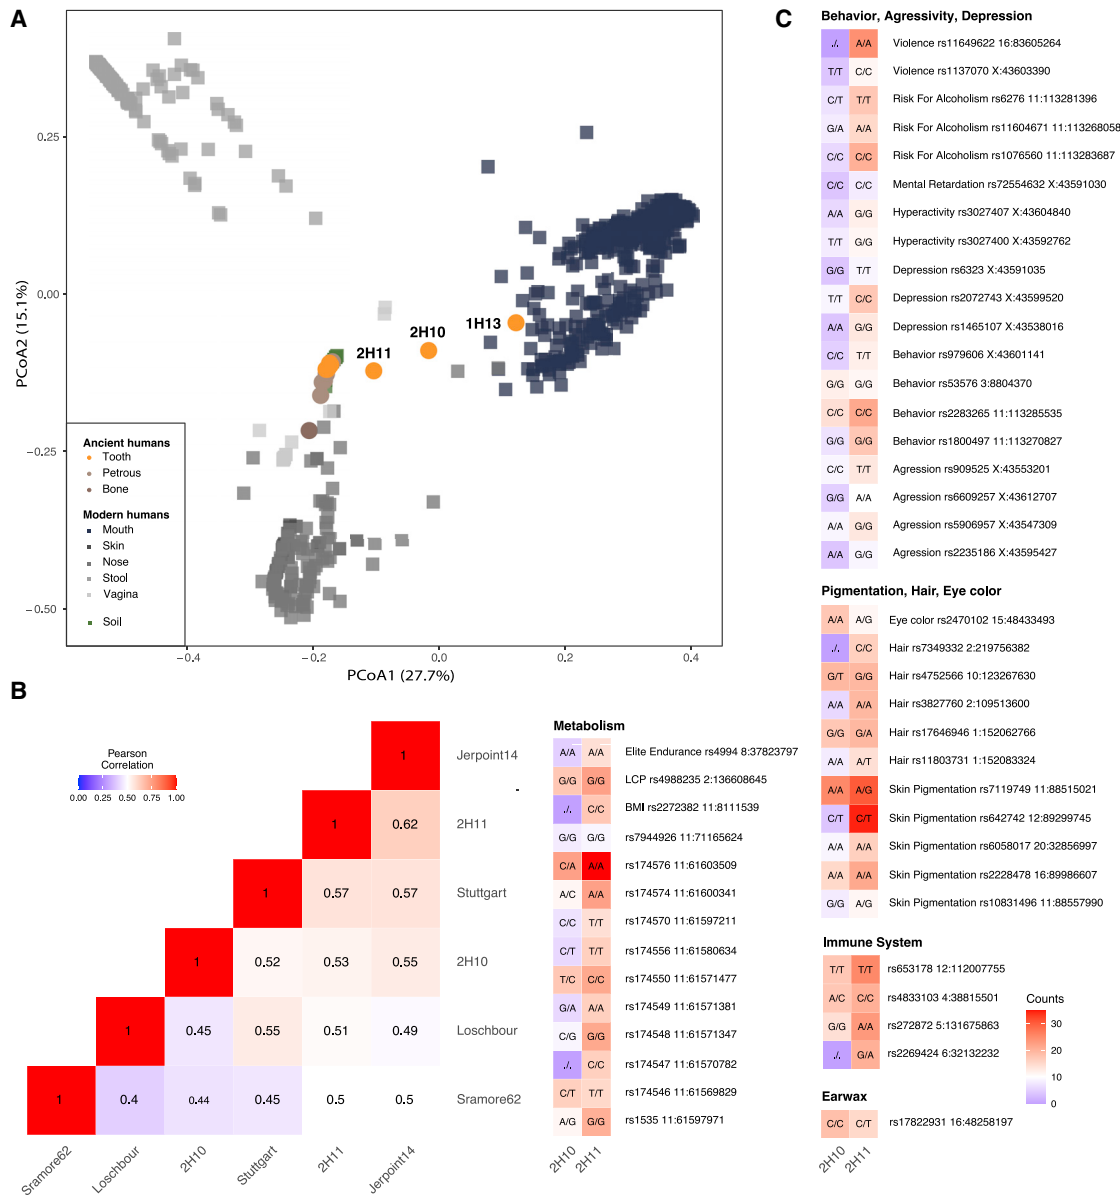 A
0.25
0.00
−0.25
−0.50
PCoA2 (15.1%)
1H13
2H10
2H11
Ancient humans
Tooth
Petrous
Bone
Modern humans
Mouth
Skin
Nose
Stool
Vagina
Soil
−0.4
−0.2
0.0
0.2
0.4
PCoA1 (27.7%)
B
Pearson
Correlation
0.00 0.25 0.50 0.75 1.00
1 Jerpoint14
1 0.62 2H11
1 0.57 0.57 Stuttgart
1 0.52 0.53 0.55 2H10
1 0.45 0.55 0.51 0.49 Loschbour
1 0.4 0.44 0.45 0.5 0.5 Sramore62
Sramore62
Loschbour
2H10
Stuttgart
2H11
Jerpoint14
Metabolism
A/A A/A Elite Endurance rs4994 8:37823797
G/G G/G LCP rs4988235 2:136608645
./. C/C BMI rs2272382 11:8111539
G/G G/G rs7944926 11:71165624
C/A A/A rs174576 11:61603509
A/C A/A rs174574 11:61600341
C/C T/T rs174570 11:61597211
C/T T/T rs174556 11:61580634
T/C C/C rs174550 11:61571477
G/A A/A rs174549 11:61571381
C/G G/G rs174548 11:61571347
./. C/C rs174547 11:61570782
C/T T/T rs174546 11:61569829
A/G G/G rs1535 11:61597971
2H10
2H11
C
Behavior, Agressivity, Depression
./. A/A Violence rs11649622 16:83605264
T/T C/C Violence rs1137070 X:43603390
C/T T/T Risk For Alcoholism rs6276 11:113281396
G/A A/A Risk For Alcoholism rs11604671 11:113268058
C/C C/C Risk For Alcoholism rs1076560 11:113283687
C/C C/C Mental Retardation rs72554632 X:43591030
A/A G/G Hyperactivity rs3027407 X:43604840
T/T G/G Hyperactivity rs3027400 X:43592762
G/G T/T Depression rs6323 X:43591035
T/T C/C Depression rs2072743 X:43599520
A/A G/G Depression rs1465107 X:43538016
C/C T/T Behavior rs979606 X:43601141
G/G G/G Behavior rs53576 3:8804370
C/C C/C Behavior rs2283265 11:113285535
G/G G/G Behavior rs1800497 11:113270827
C/C T/T Agression rs909525 X:43553201
G/G A/A Agression rs6609257 X:43612707
A/A G/G Agression rs5906957 X:43547309
A/A G/G Agression rs2235186 X:43595427
Pigmentation, Hair, Eye color
A/A A/G Eye color rs2470102 15:48433493
./. C/C Hair rs7349332 2:219756382
G/T G/G Hair rs4752566 10:123267630
A/A A/A Hair rs3827760 2:109513600
G/G G/A Hair rs17646946 1:152062766
A/A A/T Hair rs11803731 1:152083324
A/A A/G Skin Pigmentation rs7119749 11:88515021
C/T C/T Skin Pigmentation rs642742 12:89299745
A/A A/A Skin Pigmentation rs6058017 20:32856997
A/A A/A Skin Pigmentation rs2228478 16:89986607
G/G A/G Skin Pigmentation rs10831496 11:88557990
Immune System
T/T T/T rs653178 12:112007755
A/C C/C rs4833103 4:38815501
G/G A/A rs272872 5:131675863
./. G/A rs2269424 6:32132232
Counts
30
20
10
0
Earwax
C/C C/T rs17822931 16:48258197
2H10
2H11